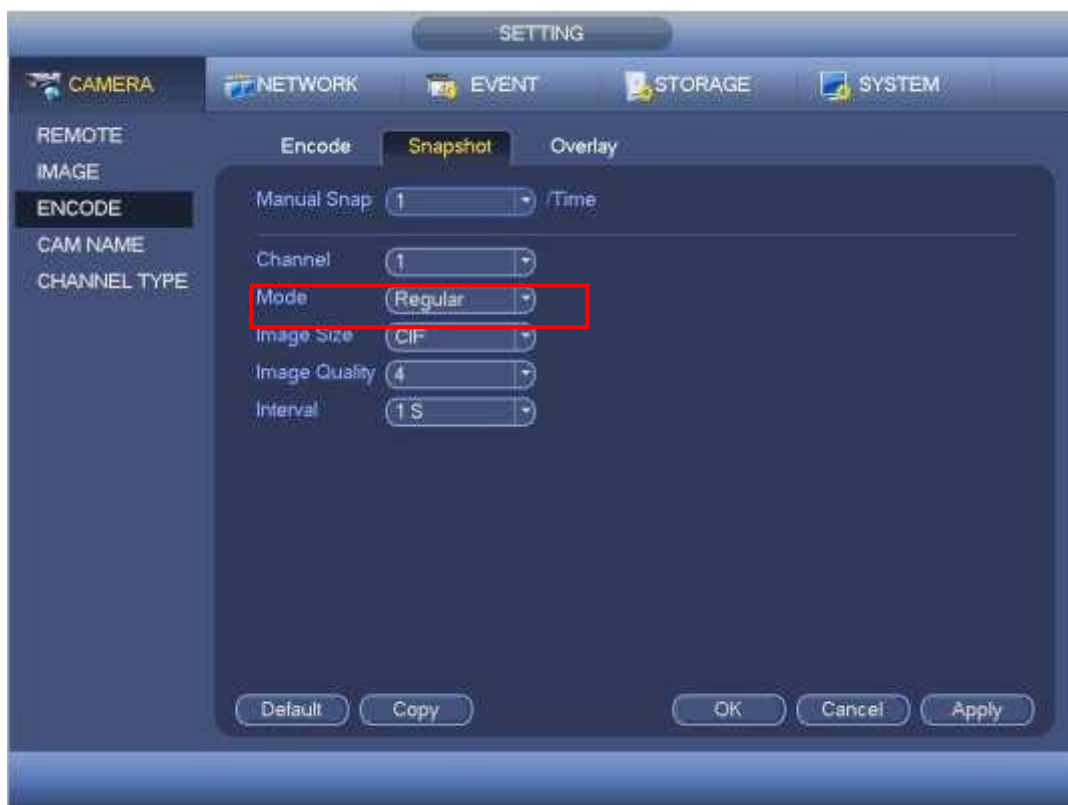 SETTING
CAMERA NETWORK EVENT STORAGE SYSTEM
REMOTE
IMAGE
ENCODE
CAM NAME
CHANNEL TYPE
Encode Snapshot Overlay
Manual Snap 1 /Time
Channel 1
Mode Regular
Image Size CIF
Image Quality 4
Interval 1 S
Default Copy OK Cancel Apply